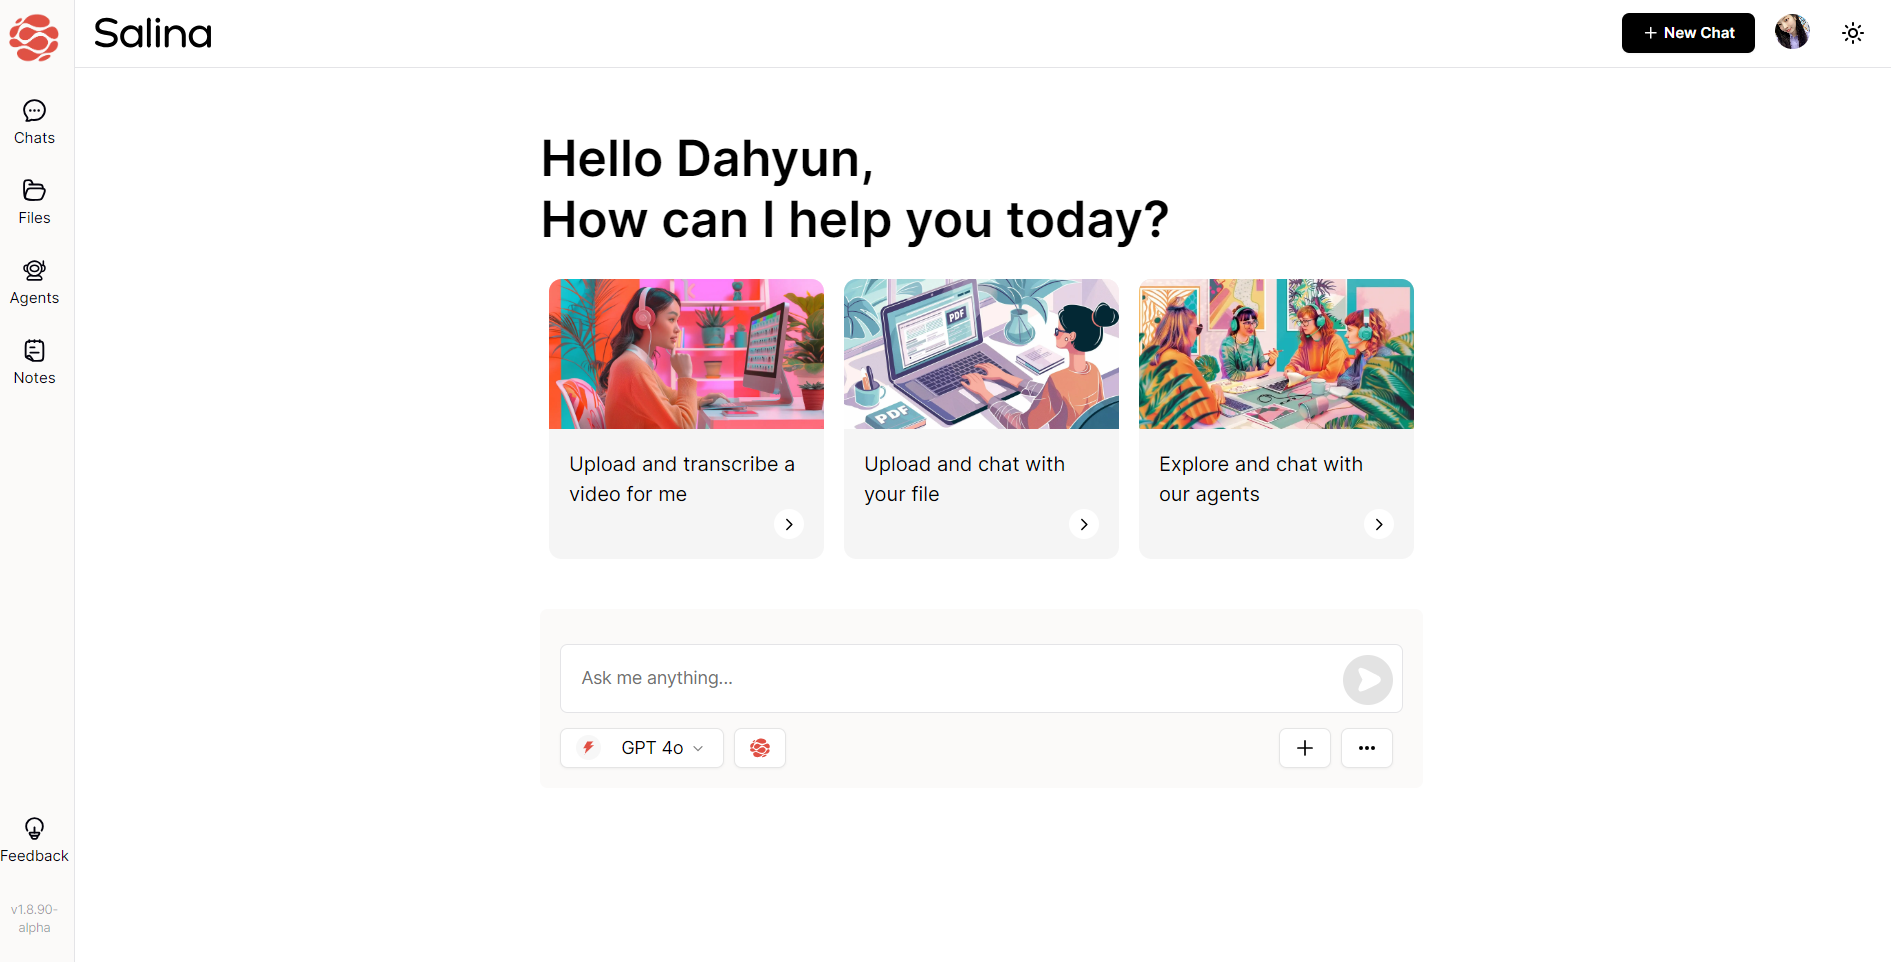 Salina
+ New Chat
Chats
Files
Agents
Notes
Hello Dahyun,
How can I help you today?
PDF
PDF
Upload and transcribe a
video for me
Upload and chat with
your file
Explore and chat with
our agents
Ask me anything...
GPT 4o
Feedback
v1.8.90-
alpha